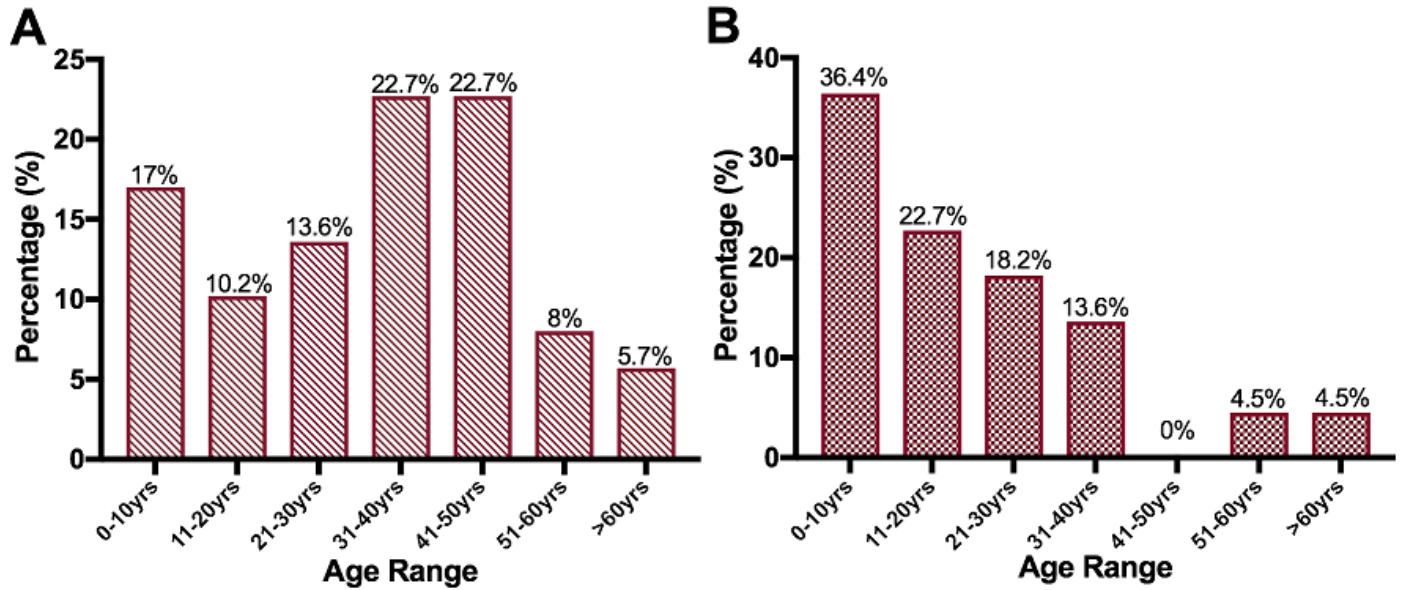 A
Percentage (%)
25
20
15
10
5
0
17%
10.2%
13.6%
22.7%
22.7%
8%
5.7%
0-10yrs
11-20yrs
21-30yrs
31-40yrs
41-50yrs
51-60yrs
>60yrs
Age Range
B
Percentage (%)
40
30
20
10
0
36.4%
22.7%
18.2%
13.6%
0%
4.5%
4.5%
0-10yrs
11-20yrs
21-30yrs
31-40yrs
41-50yrs
51-60yrs
>60yrs
Age Range